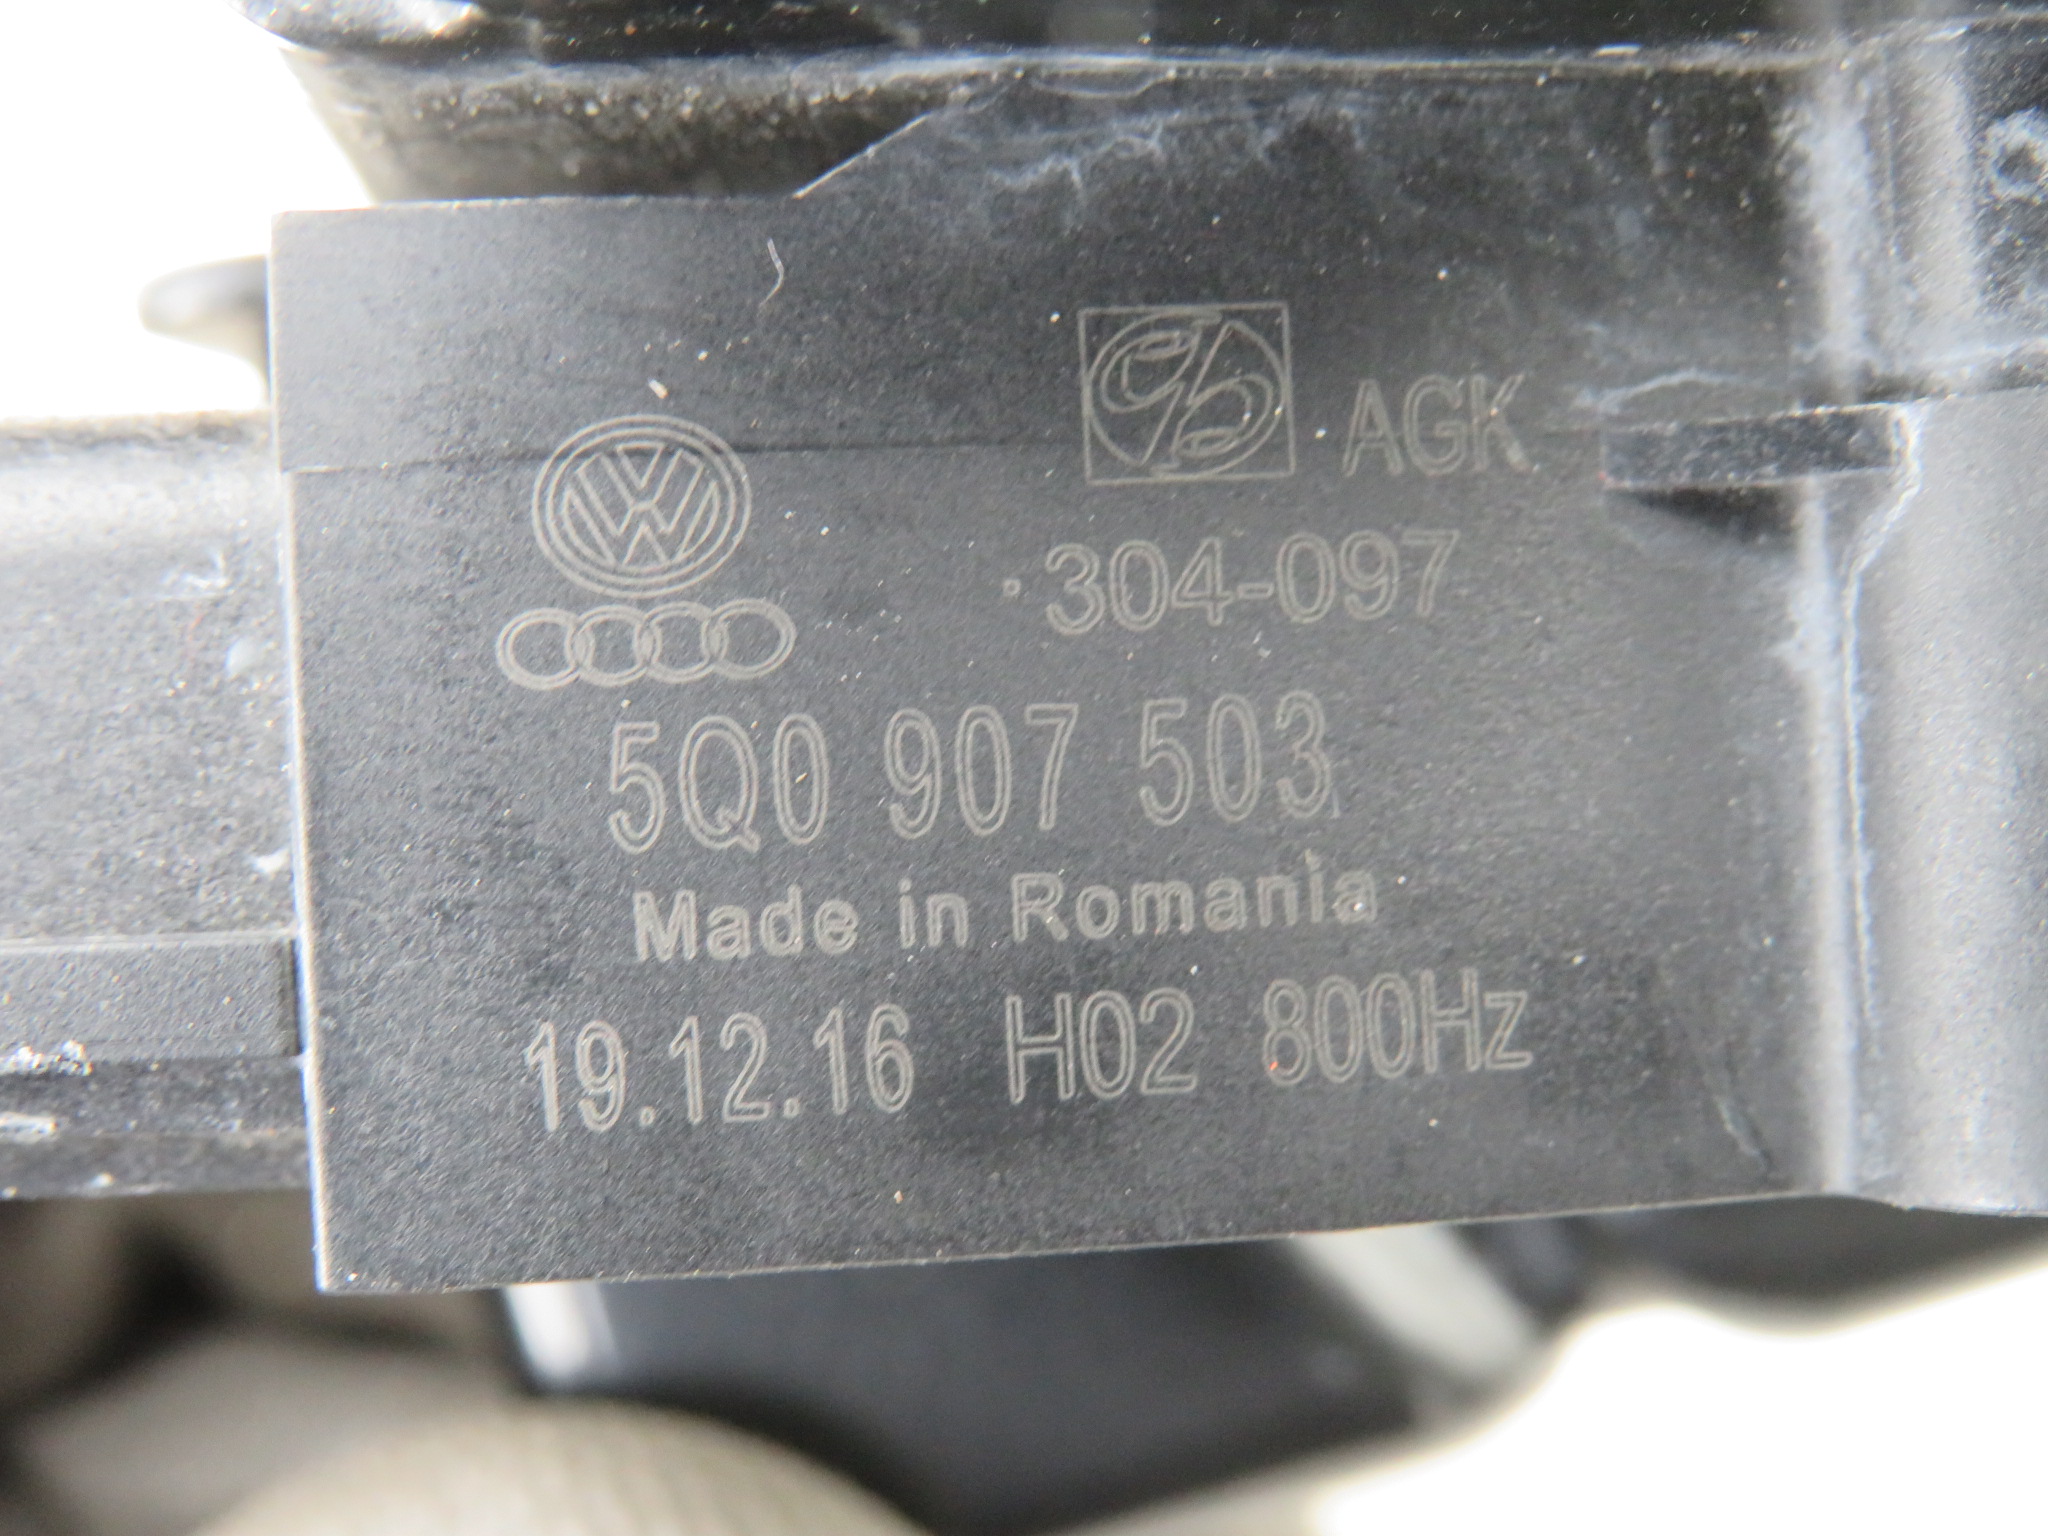 AGK
304-097
5Q0 907 503
Made in Romania
19.12.16 H02 800Hz